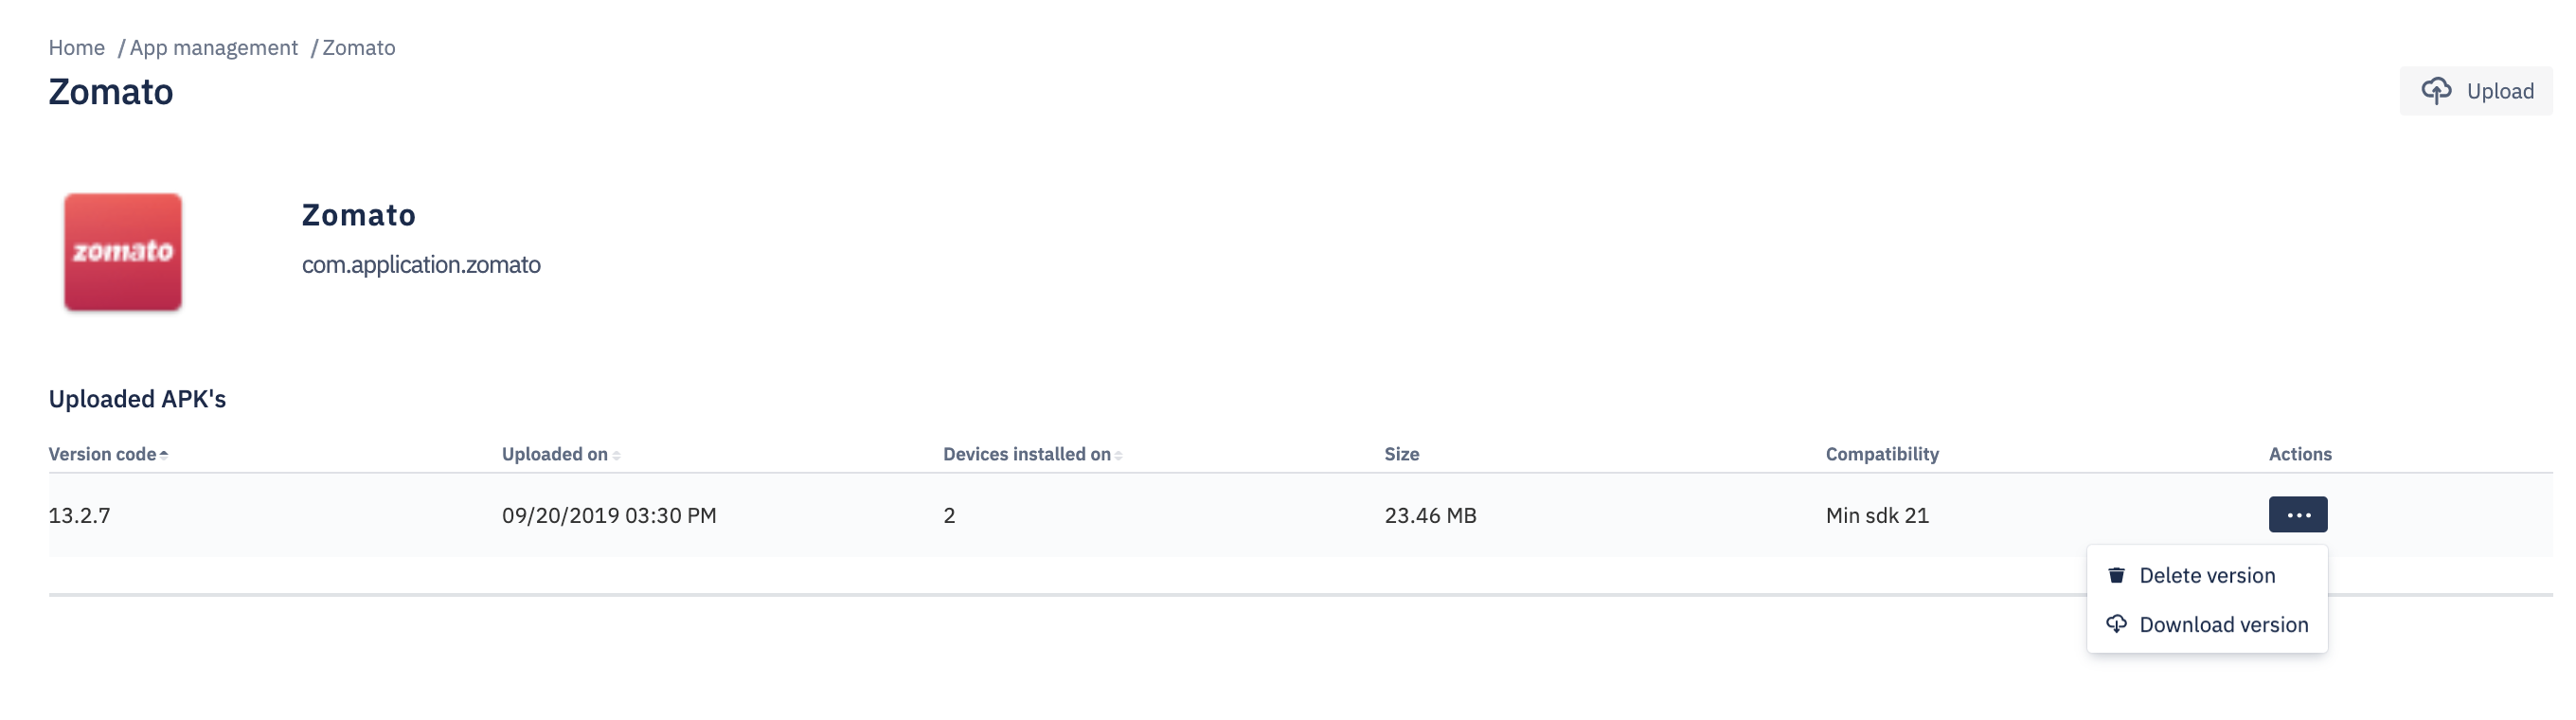 Home / App management / Zomato
Zomato
Upload
zomato
Zomato
com.application.zomato
Uploaded APK's
Version code Uploaded on Devices installed on Size Compatibility Actions
13.2.7 09/20/2019 03:30 PM 2 23.46 MB Min sdk 21 ...
Delete version
Download version